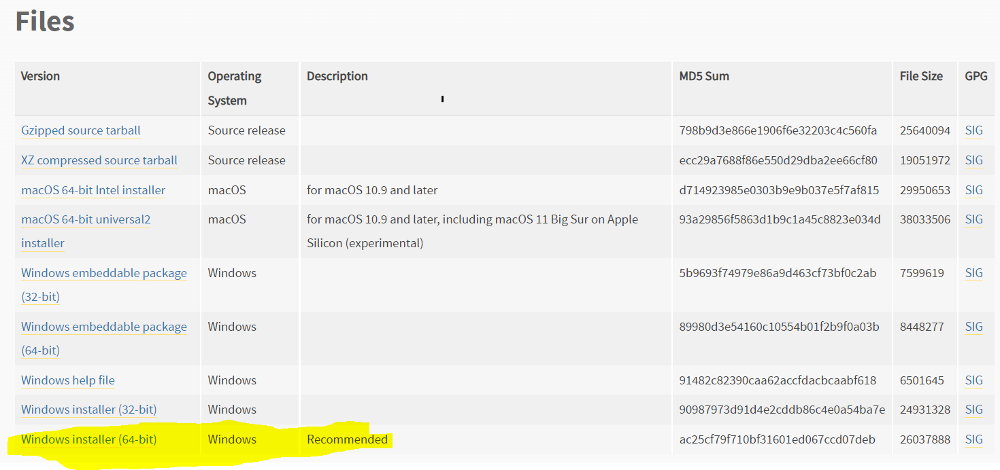 Files
Version Operating System Description MD5 Sum File Size GPG
Gzipped source tarball Source release 798b9d3e866e1906f6e32203c4c560fa 25640094 SIG
XZ compressed source tarball Source release ecc29a7688f86e550d29dba2ee66cf80 19051972 SIG
macOS 64-bit Intel installer macOS for macOS 10.9 and later d714923985e0303b9e9b037e5f7af815 29950653 SIG
macOS 64-bit universal2 macOS for macOS 10.9 and later, including macOS 11 Big Sur on Apple 93a29856f5863d1b9c1a45c8823e034d 38033506 SIG
installer Silicon (experimental)
Windows embeddable package Windows 5b9693f74979e86a9d463cf73bf0c2ab 7599619 SIG
(32-bit)
Windows embeddable package Windows 89980d3e54160c10554b01f2b9f0a03b 8448277 SIG
(64-bit)
Windows help file Windows 91482c82390caa62accfdacbcaabf618 6501645 SIG
Windows installer (32-bit) Windows 90987973d91d4e2cddb86c4e0a54ba7e 24931328 SIG
Windows installer (64-bit) Windows Recommended ac25cf79f710bf31601ed067ccd07deb 26037888 SIG